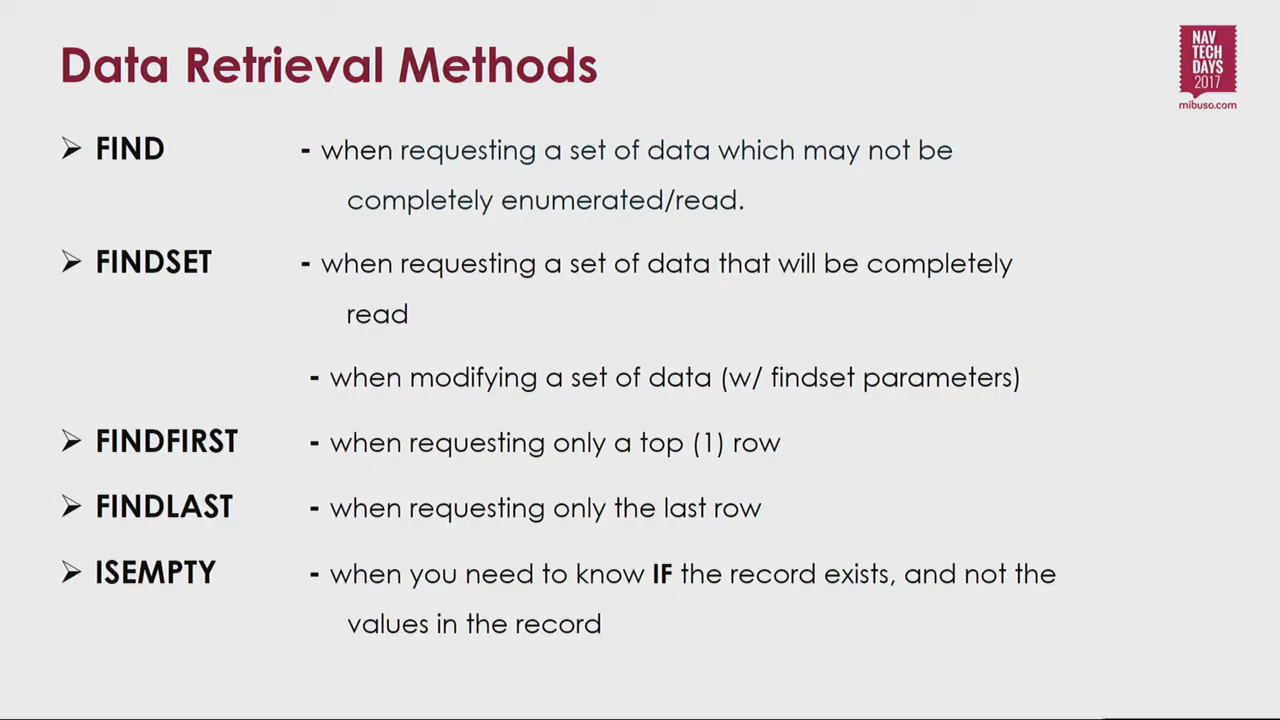 Data Retrieval Methods
NAV
TECH
DAYS
2017
mibuso.com
➢ FIND - when requesting a set of data which may not be
completely enumerated/read.
➢ FINDSET - when requesting a set of data that will be completely
read
- when modifying a set of data (w/ findset parameters)
➢ FINDFIRST - when requesting only a top (1) row
➢ FINDLAST - when requesting only the last row
➢ ISEMPTY - when you need to know IF the record exists, and not the
values in the record